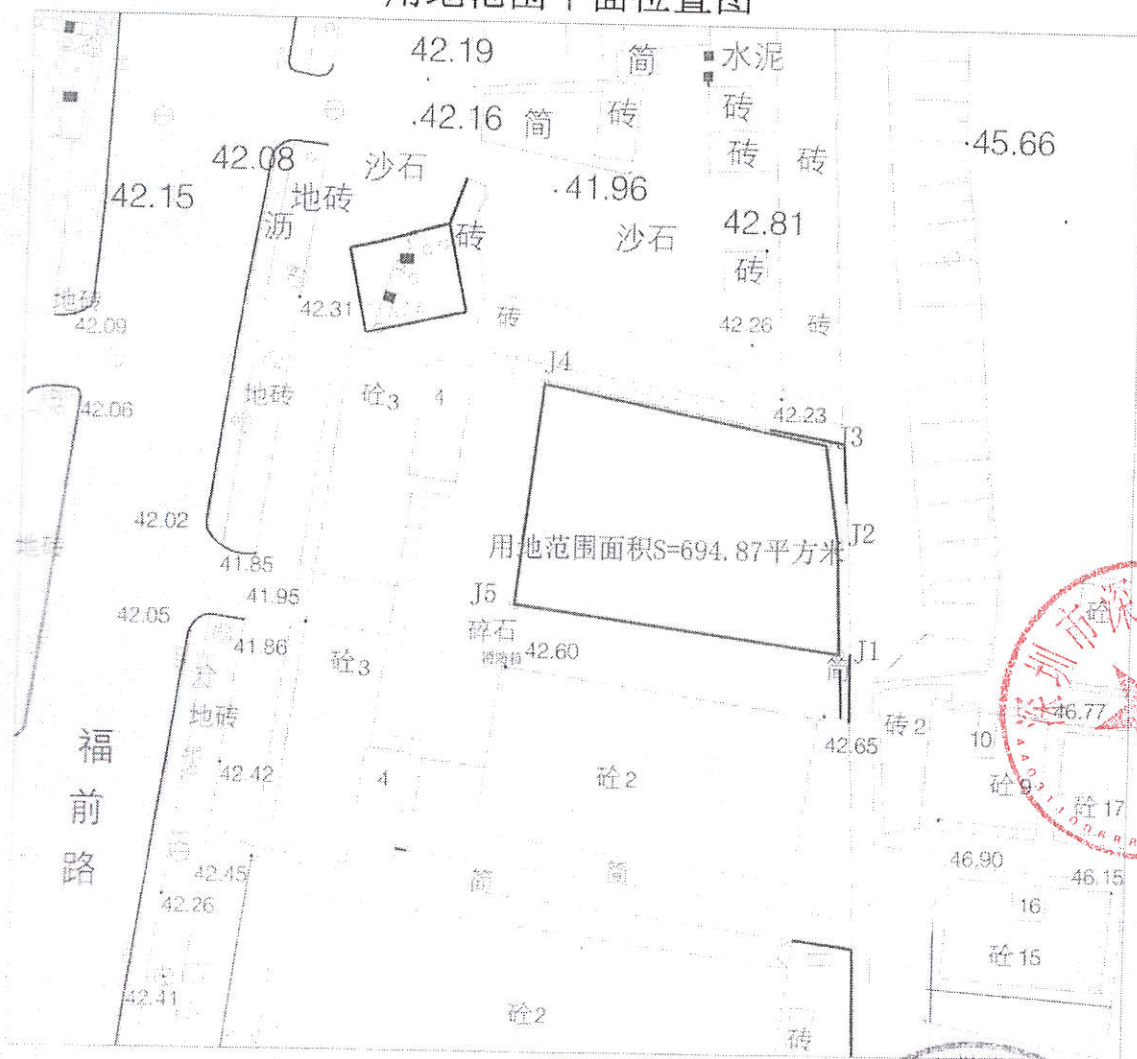 用地范围平面位置图
42.19
简
水泥
.42.16
简
砖
砖
42.08
沙石
砖
砖
.45.66
42.15
地砖
.41.96
沥
砖
沙石
42.81
砖
地砖
42.31
42.09
砖
42.26
砖
J4
地砖
砼3
4
42.06
42.23
J3
42.02
地砖
用地范围面积S=694.87平方米
J2
41.85
41.95
J5
42.05
碎石
砼
41.86
砼3
42.60
简
J1
地砖
砖2
46.77
42.65
10
福前路
42.42
4
砼2
砼9
砼17
42.45
简
简
46.90
46.15
42.26
16
砼15
42.41
砼2
砖
深圳市深